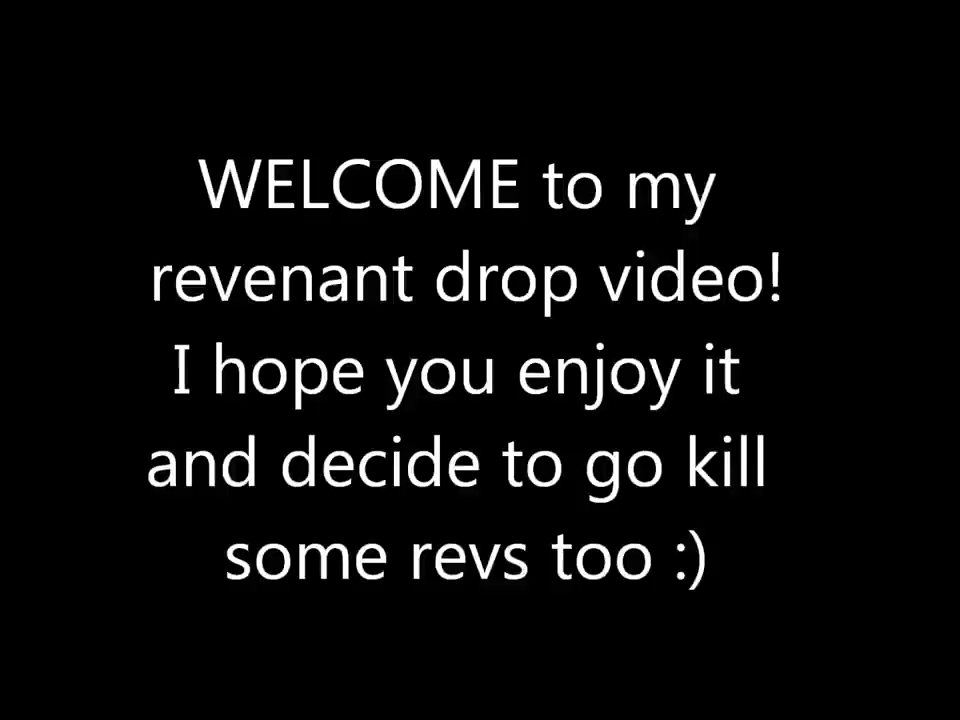 WELCOME to my
revenant drop video!
I hope you enjoy it
and decide to go kill
some revs too :)